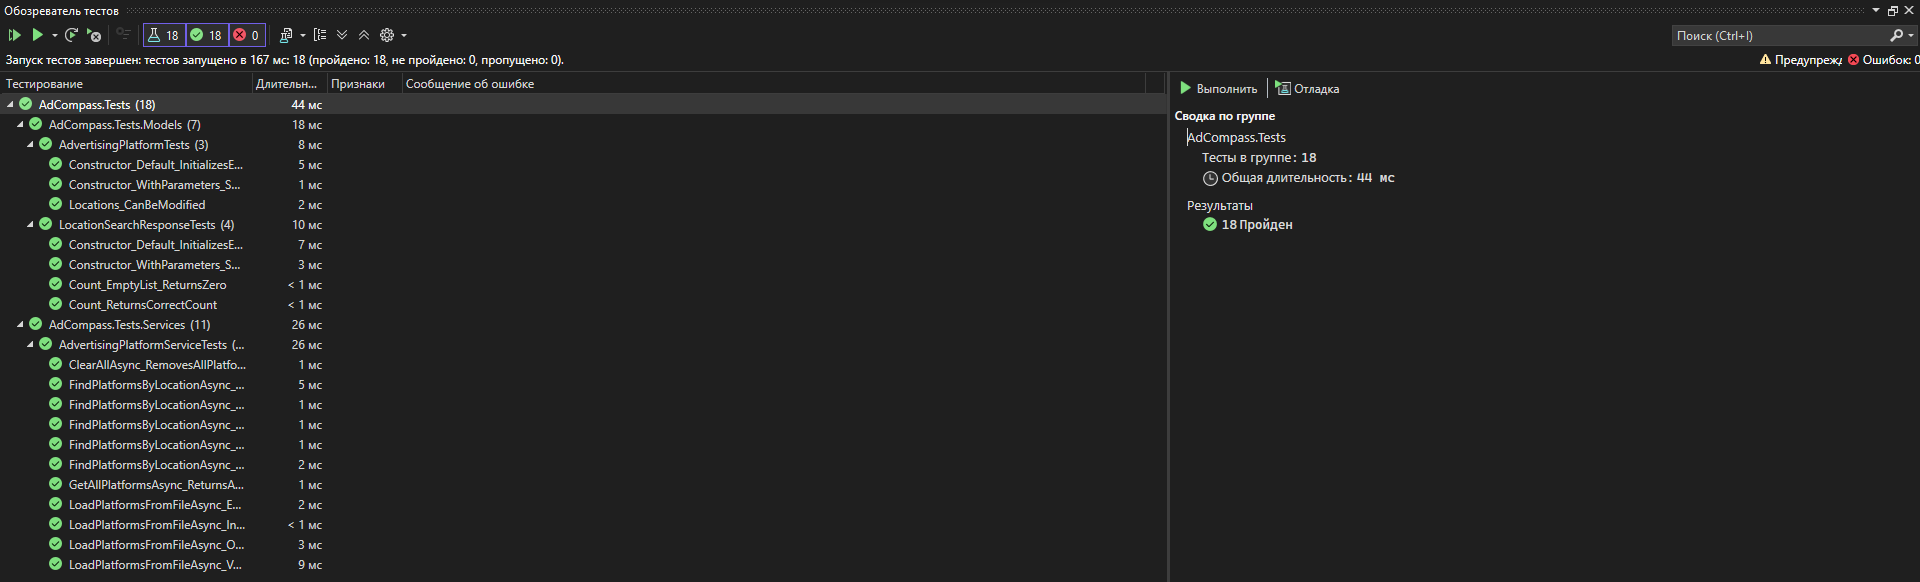 Обозреватель тестов
18 18 0
Поиск (Ctrl+I)
Запуск тестов завершен: тестов запущено в 167 мс: 18 (пройдено: 18, не пройдено: 0, пропущено: 0).
Предупрежд Ошибок: 0
Тестирование Длительн... Признаки Сообщение об ошибке
AdCompass.Tests (18) 44 мс
AdCompass.Tests.Models (7) 18 мс
AdvertisingPlatformTests (3) 8 мс
Constructor_Default_InitializesE... 5 мс
Constructor_WithParameters_S... 1 мс
Locations_CanBeModified 2 мс
LocationSearchResponseTests (4) 10 мс
Constructor_Default_InitializesE... 7 мс
Constructor_WithParameters_S... 3 мс
Count_EmptyList_ReturnsZero < 1 мс
Count_ReturnsCorrectCount < 1 мс
AdCompass.Tests.Services (11) 26 мс
AdvertisingPlatformServiceTests (... 26 мс
ClearAllAsync_RemovesAllPlatfo... 1 мс
FindPlatformsByLocationAsync_... 5 мс
FindPlatformsByLocationAsync_... 1 мс
FindPlatformsByLocationAsync_... 1 мс
FindPlatformsByLocationAsync_... 1 мс
FindPlatformsByLocationAsync_... 2 мс
GetAllPlatformsAsync_ReturnsA... 1 мс
LoadPlatformsFromFileAsync_E... 2 мс
LoadPlatformsFromFileAsync_In... < 1 мс
LoadPlatformsFromFileAsync_O... 3 мс
LoadPlatformsFromFileAsync_V... 9 мс
Выполнить Отладка
Сводка по группе
AdCompass.Tests
Тесты в группе: 18
Общая длительность: 44 мс
Результаты
18 Пройден